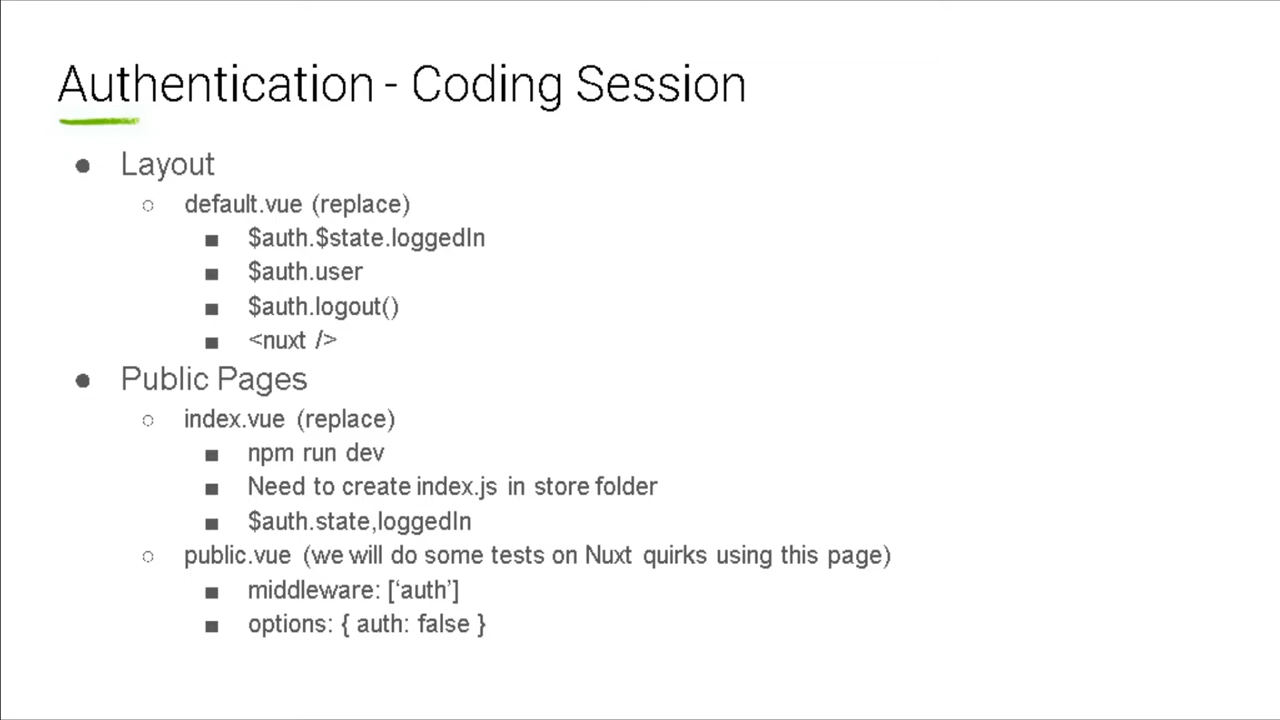 Authentication - Coding Session
● Layout
○ default.vue (replace)
■ $auth.$state.loggedIn
■ $auth.user
■ $auth.logout()
■ <nuxt />
● Public Pages
○ index.vue (replace)
■ npm run dev
■ Need to create index.js in store folder
■ $auth.state,loggedIn
○ public.vue (we will do some tests on Nuxt quirks using this page)
■ middleware: [‘auth’]
■ options: { auth: false }